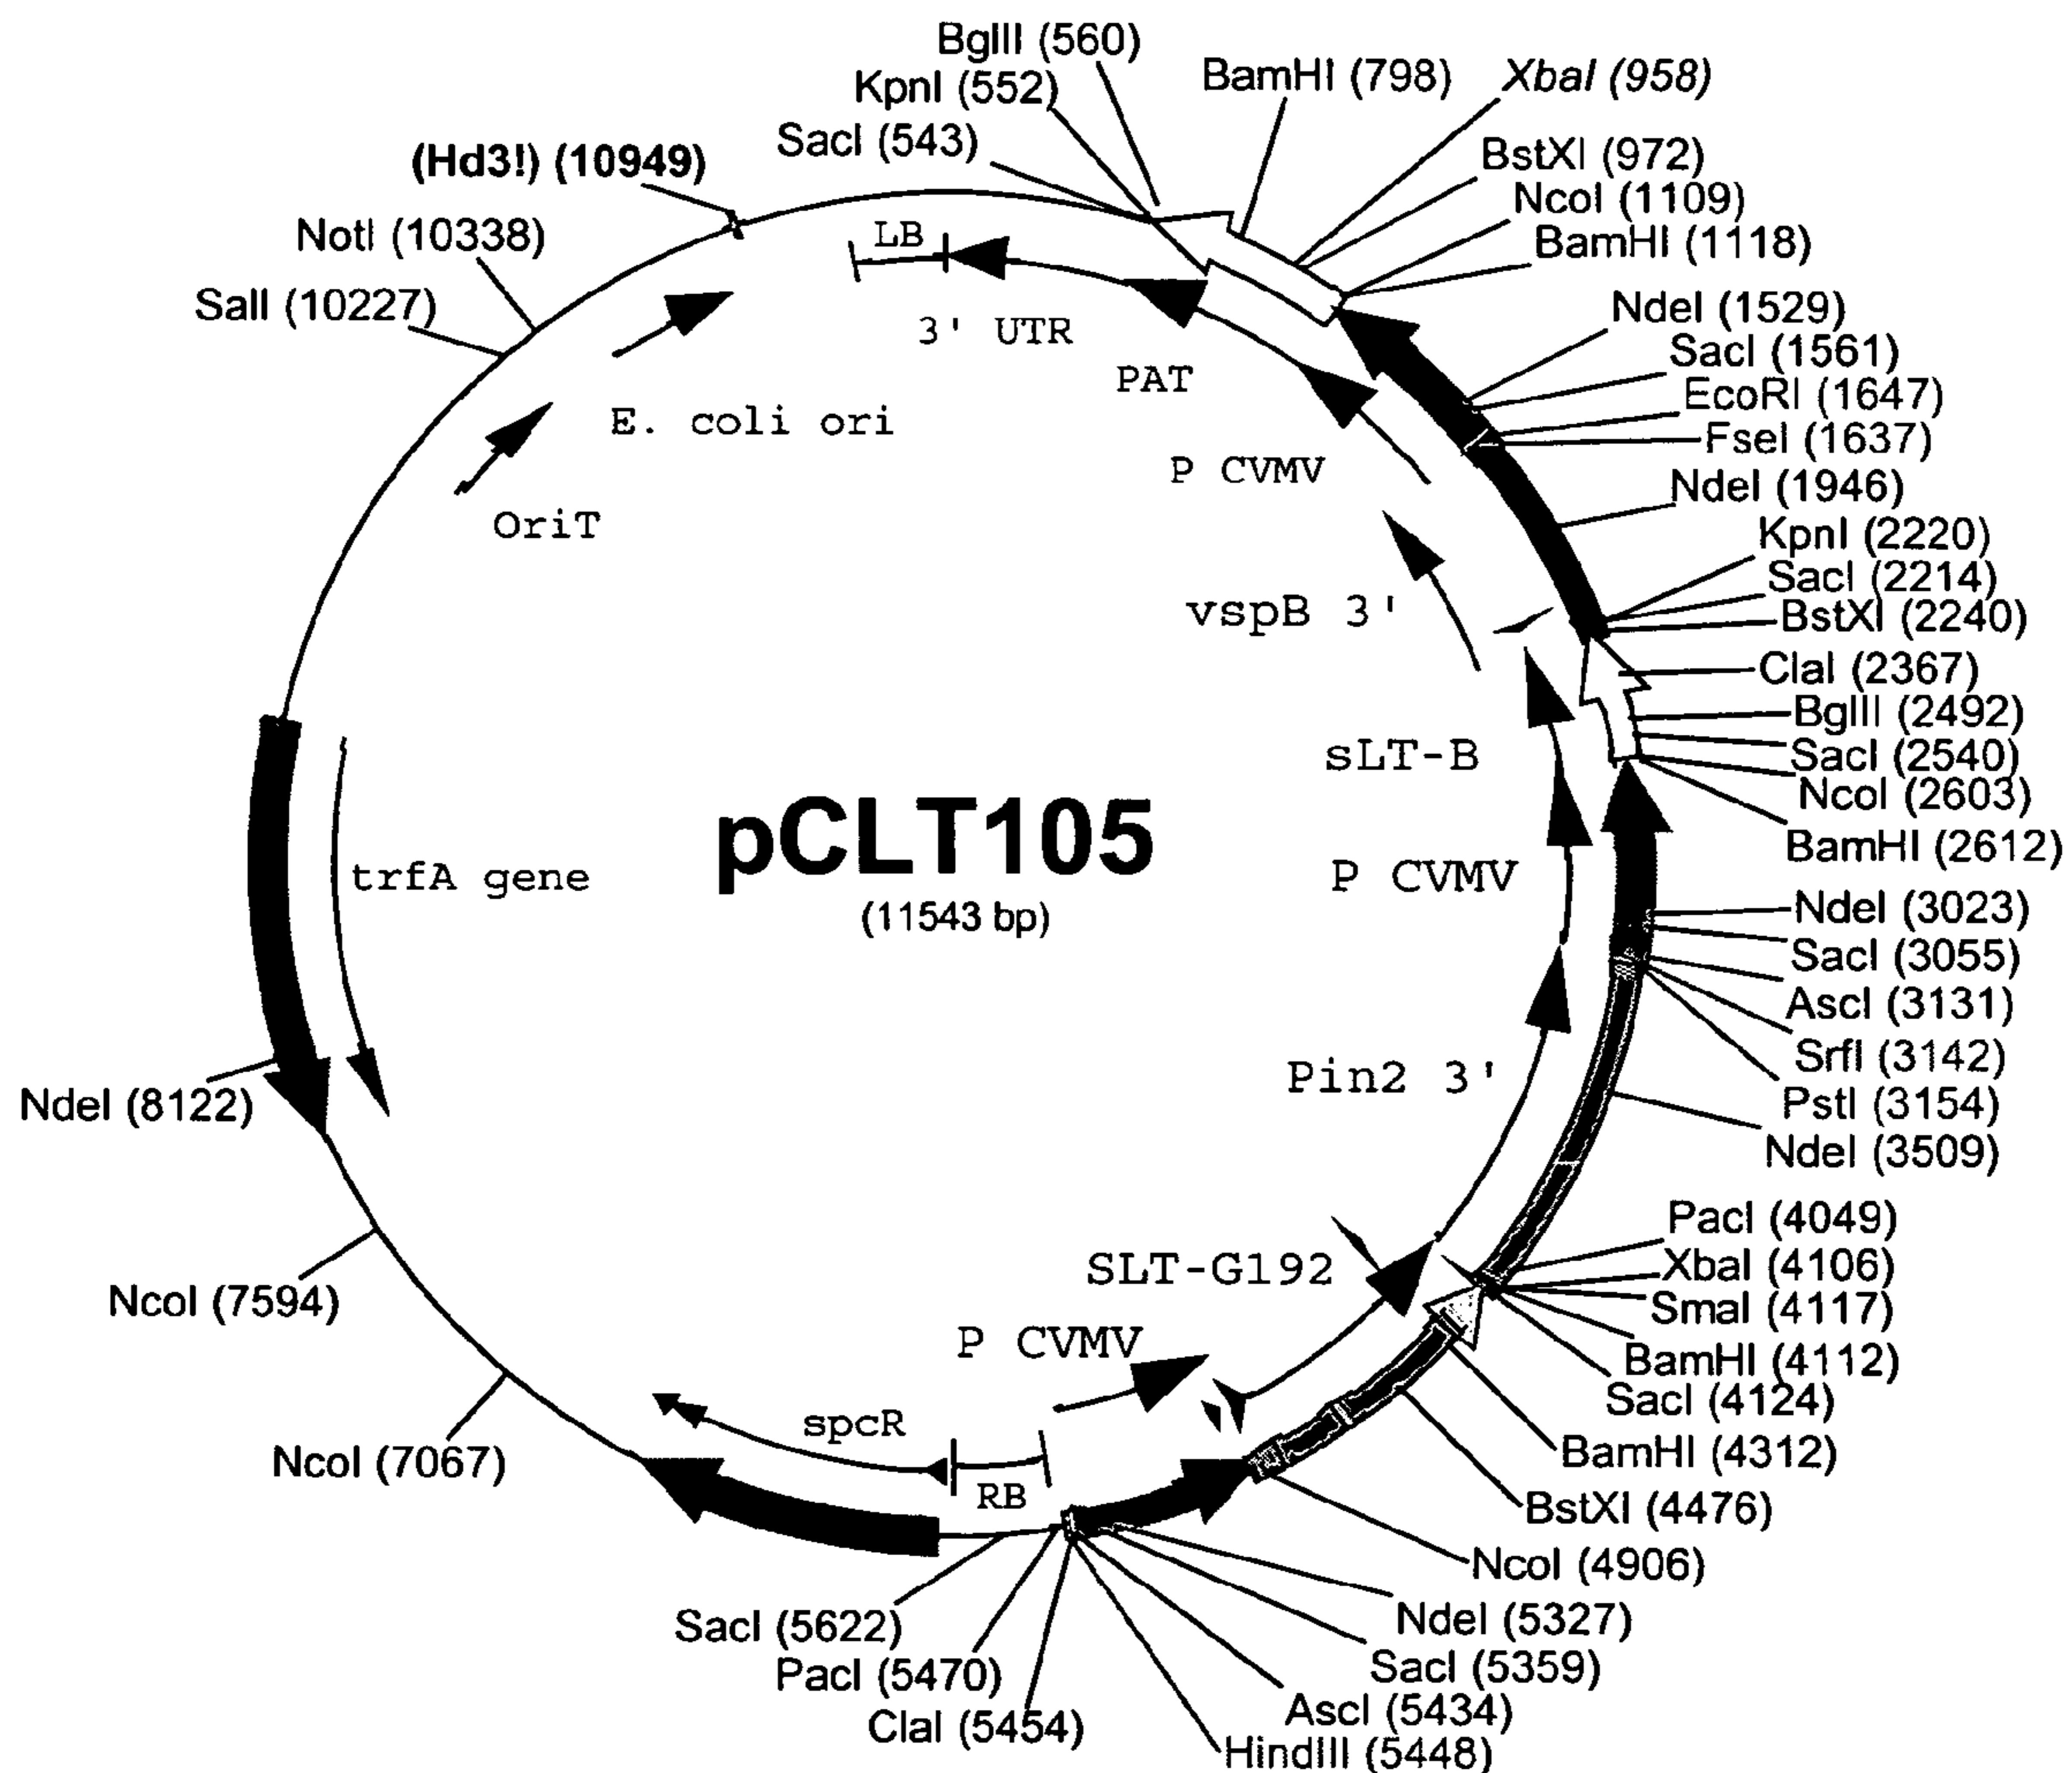 BglII (560)
KpnI (552)
SacI (543)
BamHI (798)
XbaI (958)
BstXI (972)
NcoI (1109)
BamHI (1118)
(Hd3!) (10949)
NotI (10338)
SalI (10227)
NdeI (1529)
SacI (1561)
EcoRI (1647)
FseI (1637)
NdeI (1946)
KpnI (2220)
SacI (2214)
BstXI (2240)
ClaI (2367)
BglII (2492)
SacI (2540)
NcoI (2603)
BamHI (2612)
NdeI (3023)
SacI (3055)
AscI (3131)
SrfI (3142)
PstI (3154)
NdeI (3509)
PacI (4049)
XbaI (4106)
SmaI (4117)
BamHI (4112)
SacI (4124)
BamHI (4312)
BstXI (4476)
NcoI (4906)
NdeI (5327)
SacI (5359)
AscI (5434)
HindIII (5448)
SacI (5622)
PacI (5470)
ClaI (5454)
NcoI (7067)
NcoI (7594)
NdeI (8122)
LB
3' UTR
PAT
P CVMV
vspB 3'
sLT-B
P CVMV
Pin2 3'
SLT-G192
P CVMV
RB
spcR
trfA gene
OriT
E. coli ori
pCLT105
(11543 bp)